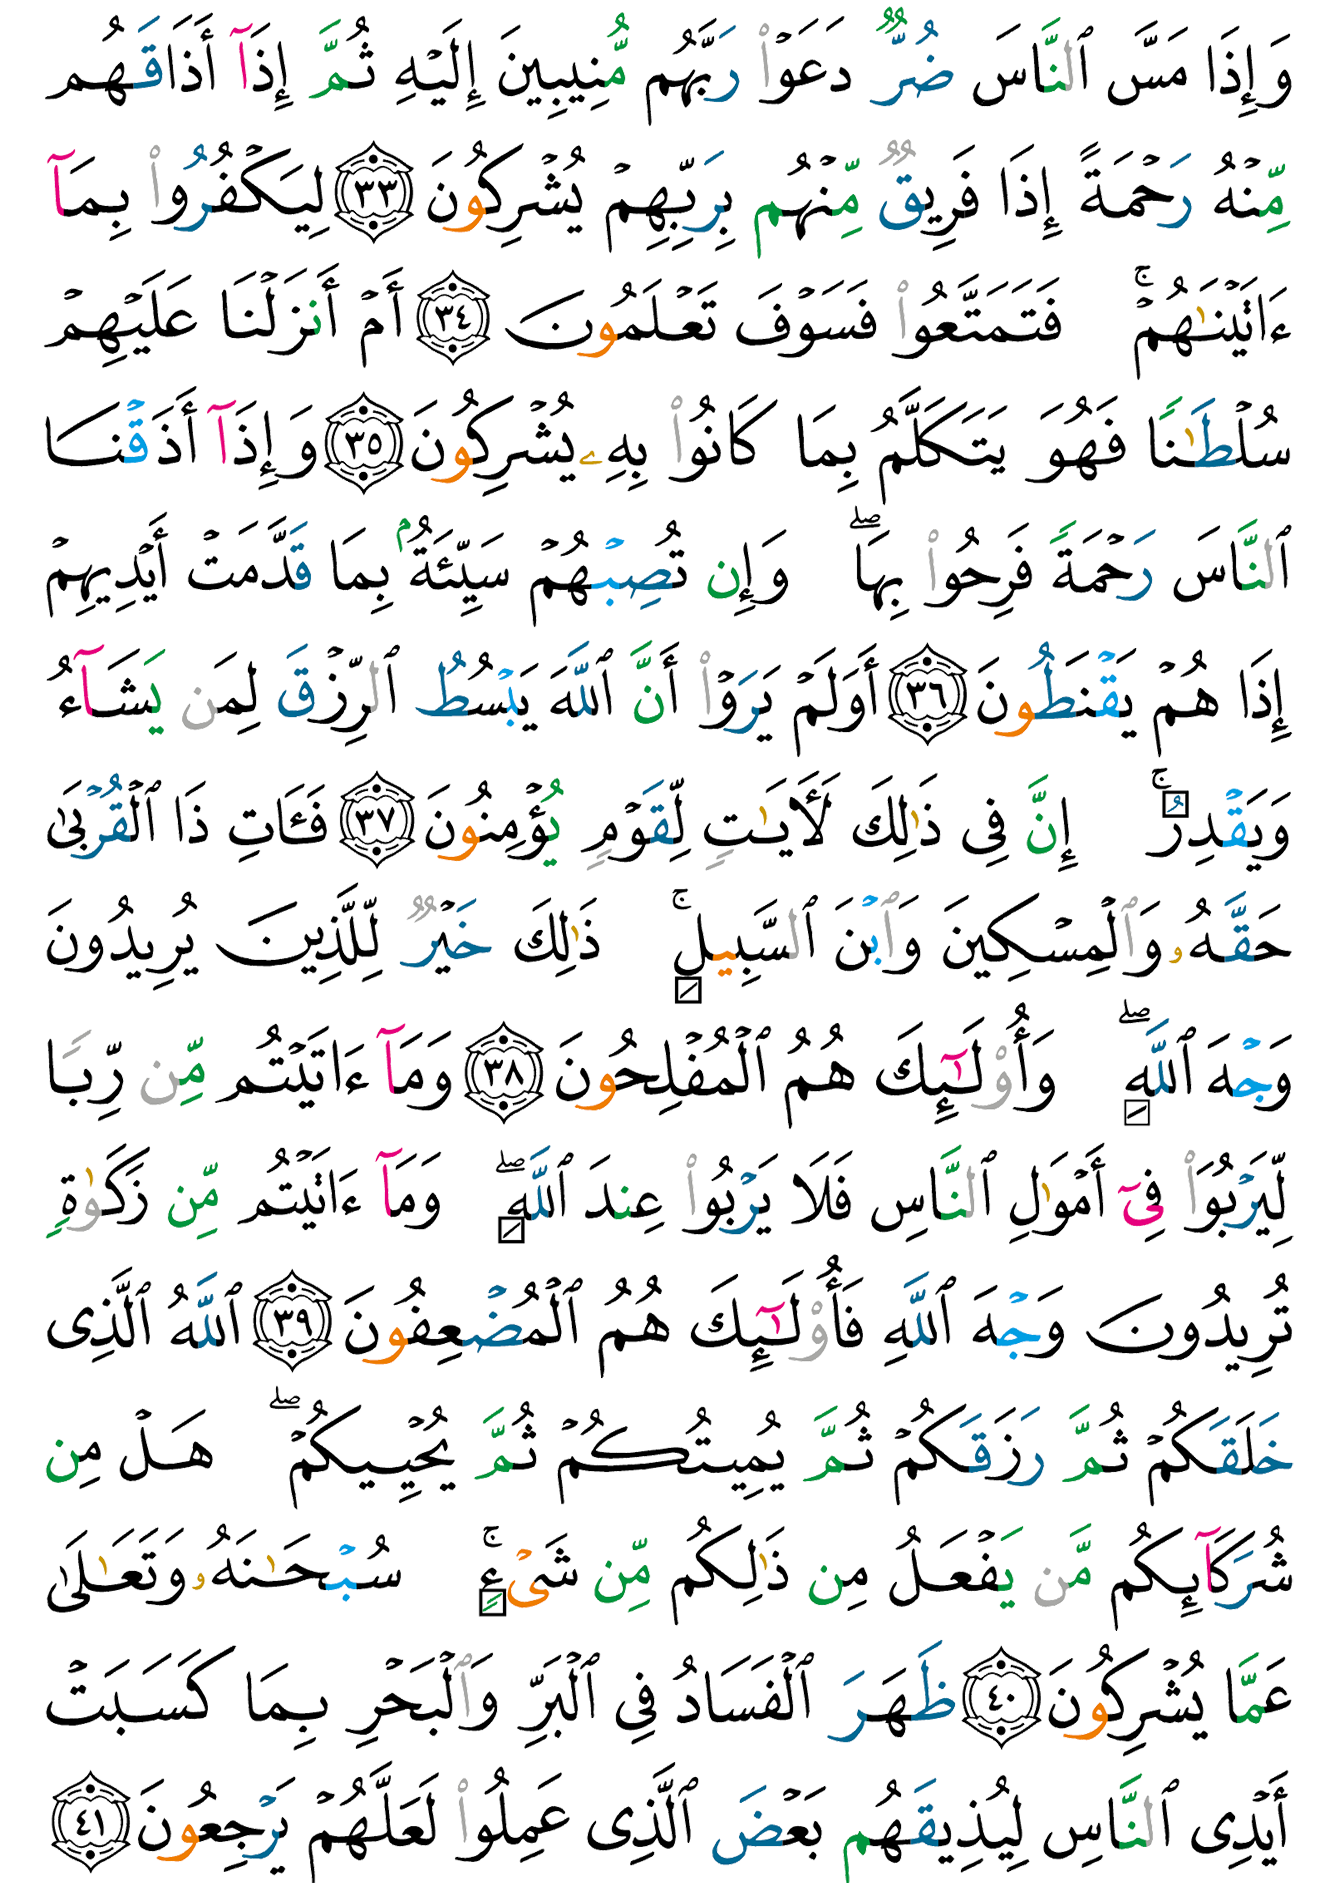 وَإِذَا مَسَّ ٱلنَّاسَ ضُرٌّ دَعَوْا۟ رَبَّهُم مُّنِيبِينَ إِلَيْهِ ثُمَّ إِذَآ أَذَاقَهُم
مِّنْهُ رَحْمَةً إِذَا فَرِيقٌ مِّنْهُم بِرَبِّهِمْ يُشْرِكُونَ ٣٣ لِيَكْفُرُوا۟ بِمَآ
ءَاتَيْنَـٰهُمْ ۚ فَتَمَتَّعُوا۟ فَسَوْفَ تَعْلَمُونَ ٣٤ أَمْ أَنزَلْنَا عَلَيْهِمْ
سُلْطَـٰنًا فَهُوَ يَتَكَلَّمُ بِمَا كَانُوا۟ بِهِۦ يُشْرِكُونَ ٣٥ وَإِذَآ أَذَقْنَا
ٱلنَّاسَ رَحْمَةً فَرِحُوا۟ بِهَا ۖ وَإِن تُصِبْهُمْ سَيِّئَةٌۢ بِمَا قَدَّمَتْ أَيْدِيهِمْ
إِذَا هُمْ يَقْنَطُونَ ٣٦ أَوَلَمْ يَرَوْا۟ أَنَّ ٱللَّهَ يَبْسُطُ ٱلرِّزْقَ لِمَن يَشَآءُ
وَيَقْدِرُ ۚ إِنَّ فِى ذَٰلِكَ لَـَٔايَـٰتٍ لِّقَوْمٍ يُؤْمِنُونَ ٣٧ فَـَٔاتِ ذَا ٱلْقُرْبَىٰ
حَقَّهُۥ وَٱلْمِسْكِينَ وَٱبْنَ ٱلسَّبِيلِ ۚ ذَٰلِكَ خَيْرٌ لِّلَّذِينَ يُرِيدُونَ
وَجْهَ ٱللَّهِ ۖ وَأُو۟لَـٰٓئِكَ هُمُ ٱلْمُفْلِحُونَ ٣٨ وَمَآ ءَاتَيْتُم مِّن رِّبًا
لِّيَرْبُوَا۟ فِىٓ أَمْوَٰلِ ٱلنَّاسِ فَلَا يَرْبُوا۟ عِندَ ٱللَّهِ ۖ وَمَآ ءَاتَيْتُم مِّن زَكَوٰةٍ
تُرِيدُونَ وَجْهَ ٱللَّهِ فَأُو۟لَـٰٓئِكَ هُمُ ٱلْمُضْعِفُونَ ٣٩ ٱللَّهُ ٱلَّذِى
خَلَقَكُمْ ثُمَّ رَزَقَكُمْ ثُمَّ يُمِيتُكُمْ ثُمَّ يُحْيِيكُمْ ۖ هَلْ مِن
شُرَكَآئِكُم مَّن يَفْعَلُ مِن ذَٰلِكُم مِّن شَىْءٍ ۚ سُبْحَـٰنَهُۥ وَتَعَـٰلَىٰ
عَمَّا يُشْرِكُونَ ٤٠ ظَهَرَ ٱلْفَسَادُ فِى ٱلْبَرِّ وَٱلْبَحْرِ بِمَا كَسَبَتْ
أَيْدِى ٱلنَّاسِ لِيُذِيقَهُم بَعْضَ ٱلَّذِى عَمِلُوا۟ لَعَلَّهُمْ يَرْجِعُونَ ٤١